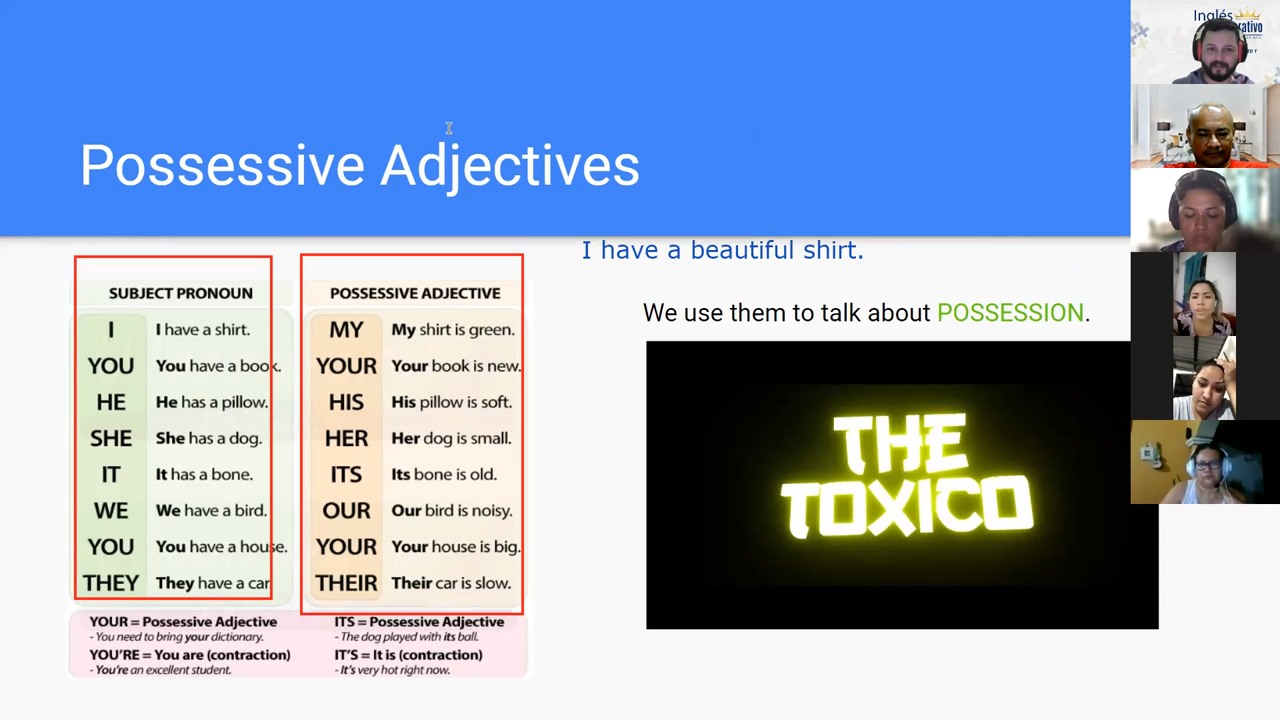 Possessive Adjectives
I have a beautiful shirt.
We use them to talk about POSSESSION.
SUBJECT PRONOUN
I I have a shirt.
YOU You have a book.
HE He has a pillow.
SHE She has a dog.
IT It has a bone.
WE We have a bird.
YOU You have a house.
THEY They have a car
POSSESSIVE ADJECTIVE
MY My shirt is green.
YOUR Your book is new.
HIS His pillow is soft.
HER Her dog is small.
ITS Its bone is old.
OUR Our bird is noisy.
YOUR Your house is big.
THEIR Their car is slow.
YOUR = Possessive Adjective
- You need to bring your dictionary.
YOU'RE = You are (contraction)
- You're an excellent student.
ITS = Possessive Adjective
- The dog played with its ball.
IT'S = It is (contraction)
- It's very hot right now.
THE
TOXICO
Inglés